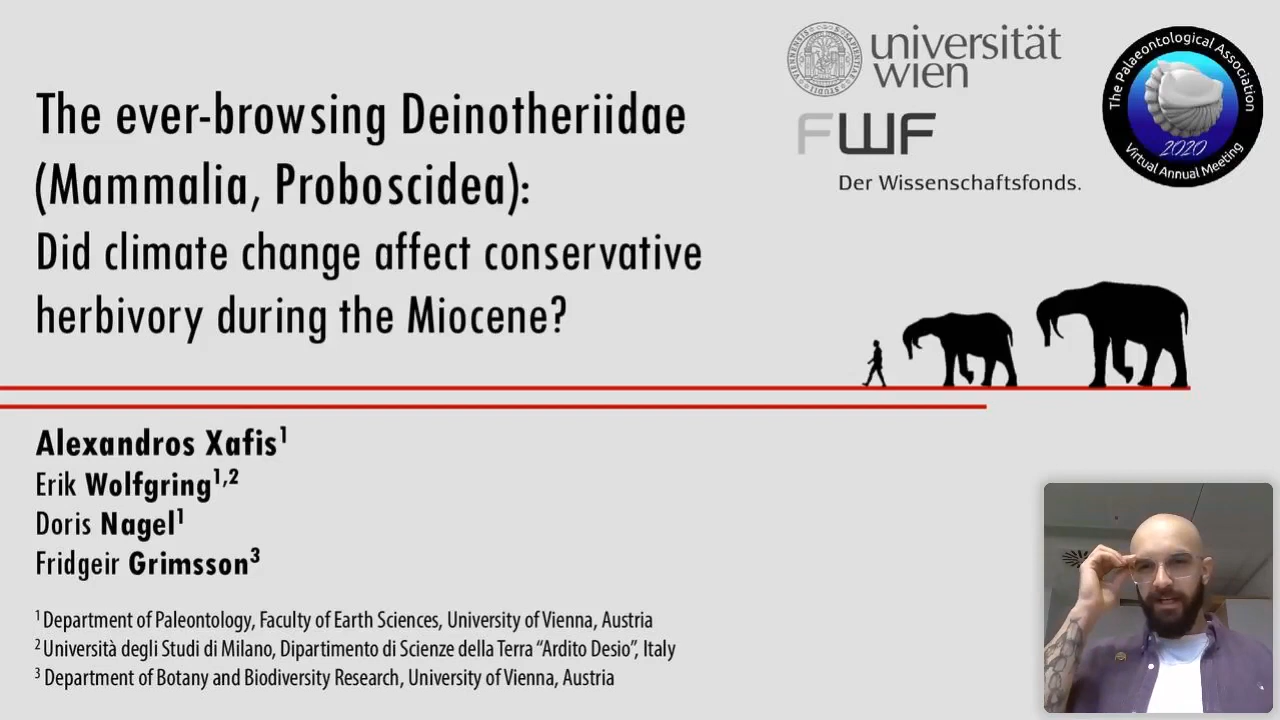 The ever-browsing Deinotheriidae
(Mammalia, Proboscidea):
Did climate change affect conservative
herbivory during the Miocene?
universität
wien
FWF
Der Wissenschaftsfonds.
The Palaeontological Association
2020
Virtual Annual Meeting
Alexandros Xafis¹
Erik Wolfgring¹,²
Doris Nagel¹
Fridgeir Grimsson³
¹ Department of Paleontology, Faculty of Earth Sciences, University of Vienna, Austria
² Università degli Studi di Milano, Dipartimento di Scienze della Terra “Ardito Desio”, Italy
³ Department of Botany and Biodiversity Research, University of Vienna, Austria